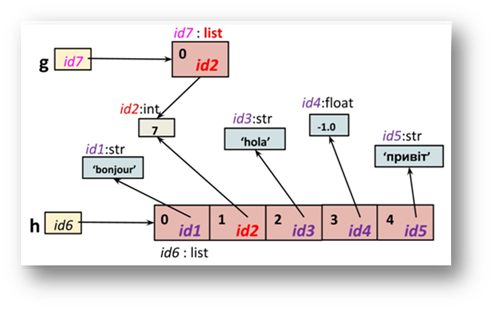 id7 : list
g
id7
0
id2
id2:int
7
id1:str
'bonjour'
id3:str
'hola'
id4:float
-1.0
id5:str
'привіт'
h
id6
0 id1
1 id2
2 id3
3 id4
4 id5
id6 : list